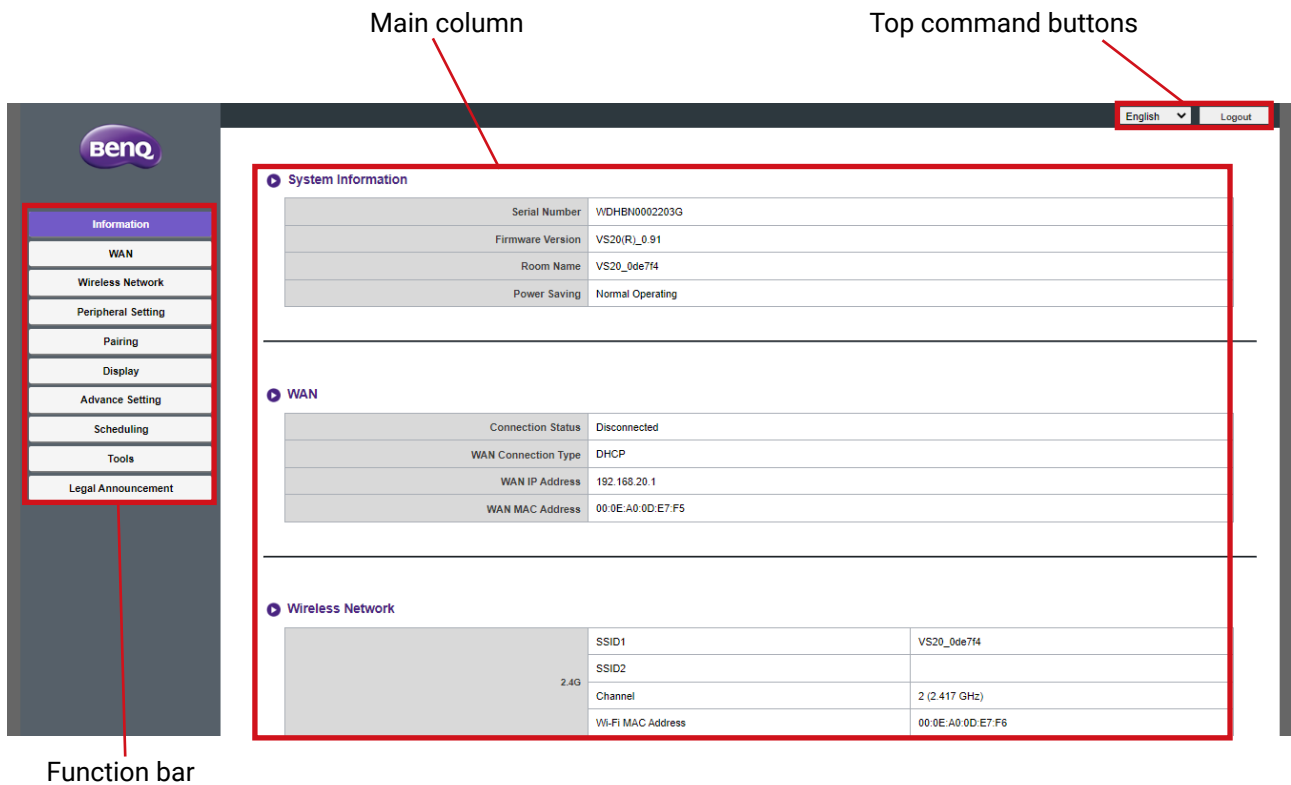 Main column
Top command buttons
English Logout
BenQ
Information
WAN
Wireless Network
Peripheral Setting
Pairing
Display
Advance Setting
Scheduling
Tools
Legal Announcement
System Information
Serial Number WDHBN0002203G
Firmware Version VS20(R)_0.91
Room Name VS20_0de7f4
Power Saving Normal Operating
WAN
Connection Status Disconnected
WAN Connection Type DHCP
WAN IP Address 192.168.20.1
WAN MAC Address 00:0E:A0:0D:E7:F5
Wireless Network
2.4G
SSID1 VS20_0de7f4
SSID2
Channel 2 (2.417 GHz)
Wi-Fi MAC Address 00:0E:A0:0D:E7:F6
Function bar